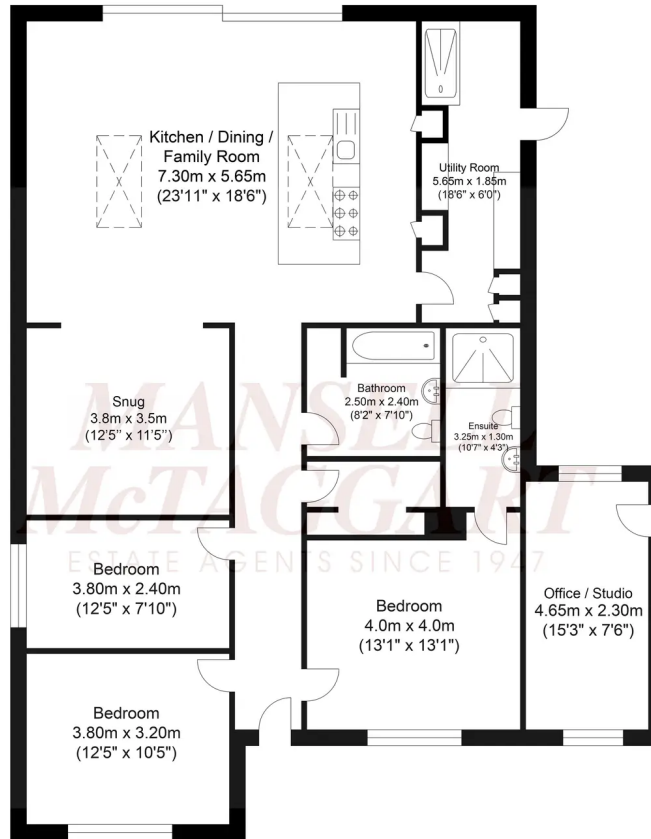 Kitchen / Dining /
Family Room
7.30m x 5.65m
(23'11" x 18'6")
Utility Room
5.65m x 1.85m
(18'6" x 6'0")
Snug
3.8m x 3.5m
(12'5” x 11'5”)
Bathroom
2.50m x 2.40m
(8'2" x 7'10")
Ensuite
3.25m x 1.30m
(10'7" x 4'3")
MANSELL
McTAGGART
ESTATE AGENTS SINCE 1947
Bedroom
3.80m x 2.40m
(12'5" x 7'10")
Bedroom
4.0m x 4.0m
(13'1" x 13'1")
Office / Studio
4.65m x 2.30m
(15'3" x 7'6")
Bedroom
3.80m x 3.20m
(12'5" x 10'5")